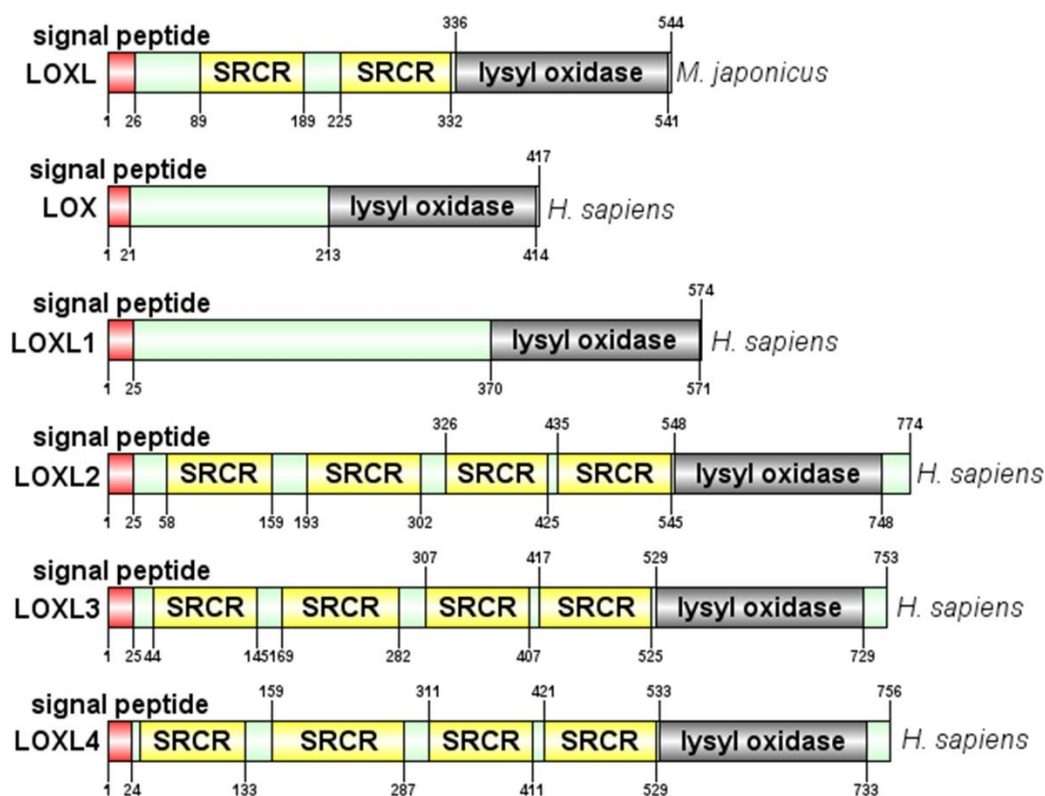 336 544
signal peptide
LOXL SRCR SRCR lysyl oxidase M. japonicus
1 26 89 189 225 332 541
417
signal peptide
LOX lysyl oxidase H. sapiens
1 21 213 414
574
signal peptide
LOXL1 lysyl oxidase H. sapiens
1 25 370 571
326 435 548 774
signal peptide
LOXL2 SRCR SRCR SRCR SRCR lysyl oxidase H. sapiens
1 25 58 159 193 302 425 545 748
307 417 529 753
signal peptide
LOXL3 SRCR SRCR SRCR SRCR lysyl oxidase H. sapiens
1 25 44 145 169 282 407 525 729
159 311 421 533 756
signal peptide
LOXL4 SRCR SRCR SRCR SRCR lysyl oxidase H. sapiens
1 24 133 287 411 529 733